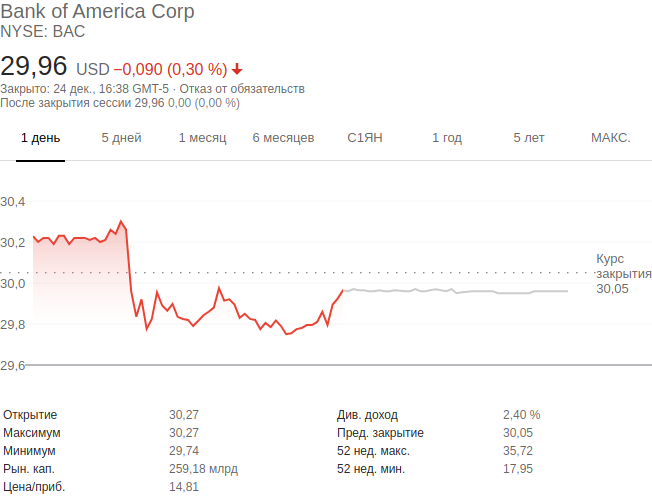 Bank of America Corp
NYSE: BAC
29,96 USD −0,090 (0,30 %)
Закрыто: 24 дек., 16:38 GMT-5 · Отказ от обязательств
После закрытия сессии 29,96 0,00 (0,00 %)
1 день 5 дней 1 месяц 6 месяцев С1ЯН 1 год 5 лет МАКС.
30,4
30,2
30,0
29,8
29,6
Курс
закрытия
30,05
Открытие 30,27 Див. доход 2,40 %
Максимум 30,27 Пред. закрытие 30,05
Минимум 29,74 52 нед. макс. 35,72
Рын. кап. 259,18 млрд 52 нед. мин. 17,95
Цена/приб. 14,81